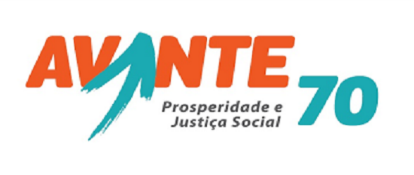 AVANTE 70
Prosperidade e
Justiça Social